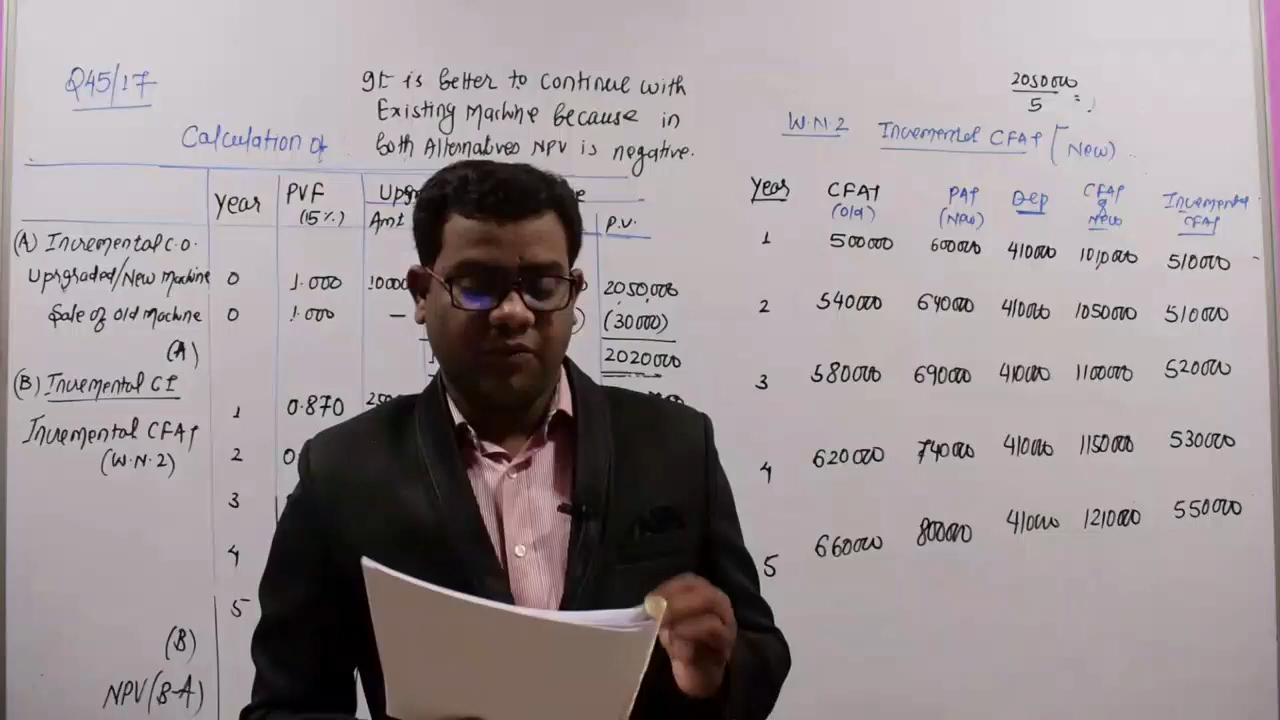 Q45/17
It is better to continue with
Existing Machine because in
both Alternatives NPV is negative.
Calculation of
Year PVF
(15%) Amt P.V.
(A) Incremental C.O.
Upsgraded/New Machine 0 1.000 2050,000
Sale of old Machine 0 1.000 — (30000)
(A) 2020000
(B) Incremental CI
1 0.870
Incremental CFAT
(W.N.2) 2 0
3
4
5
(B)
NPV (B-A)
2050000
5 =
W.N.2 Incremental CFAT (New)
Year CFAT PAT Dep CFAT Incremental
(Old) (New) New CFAT
1 500000 600000 410000 1010000 510000
2 540000 640000 410000 1050000 510000
3 580000 690000 410000 1100000 520000
4 620000 740000 410000 1150000 530000
5 660000 800000 410000 1210000 550000